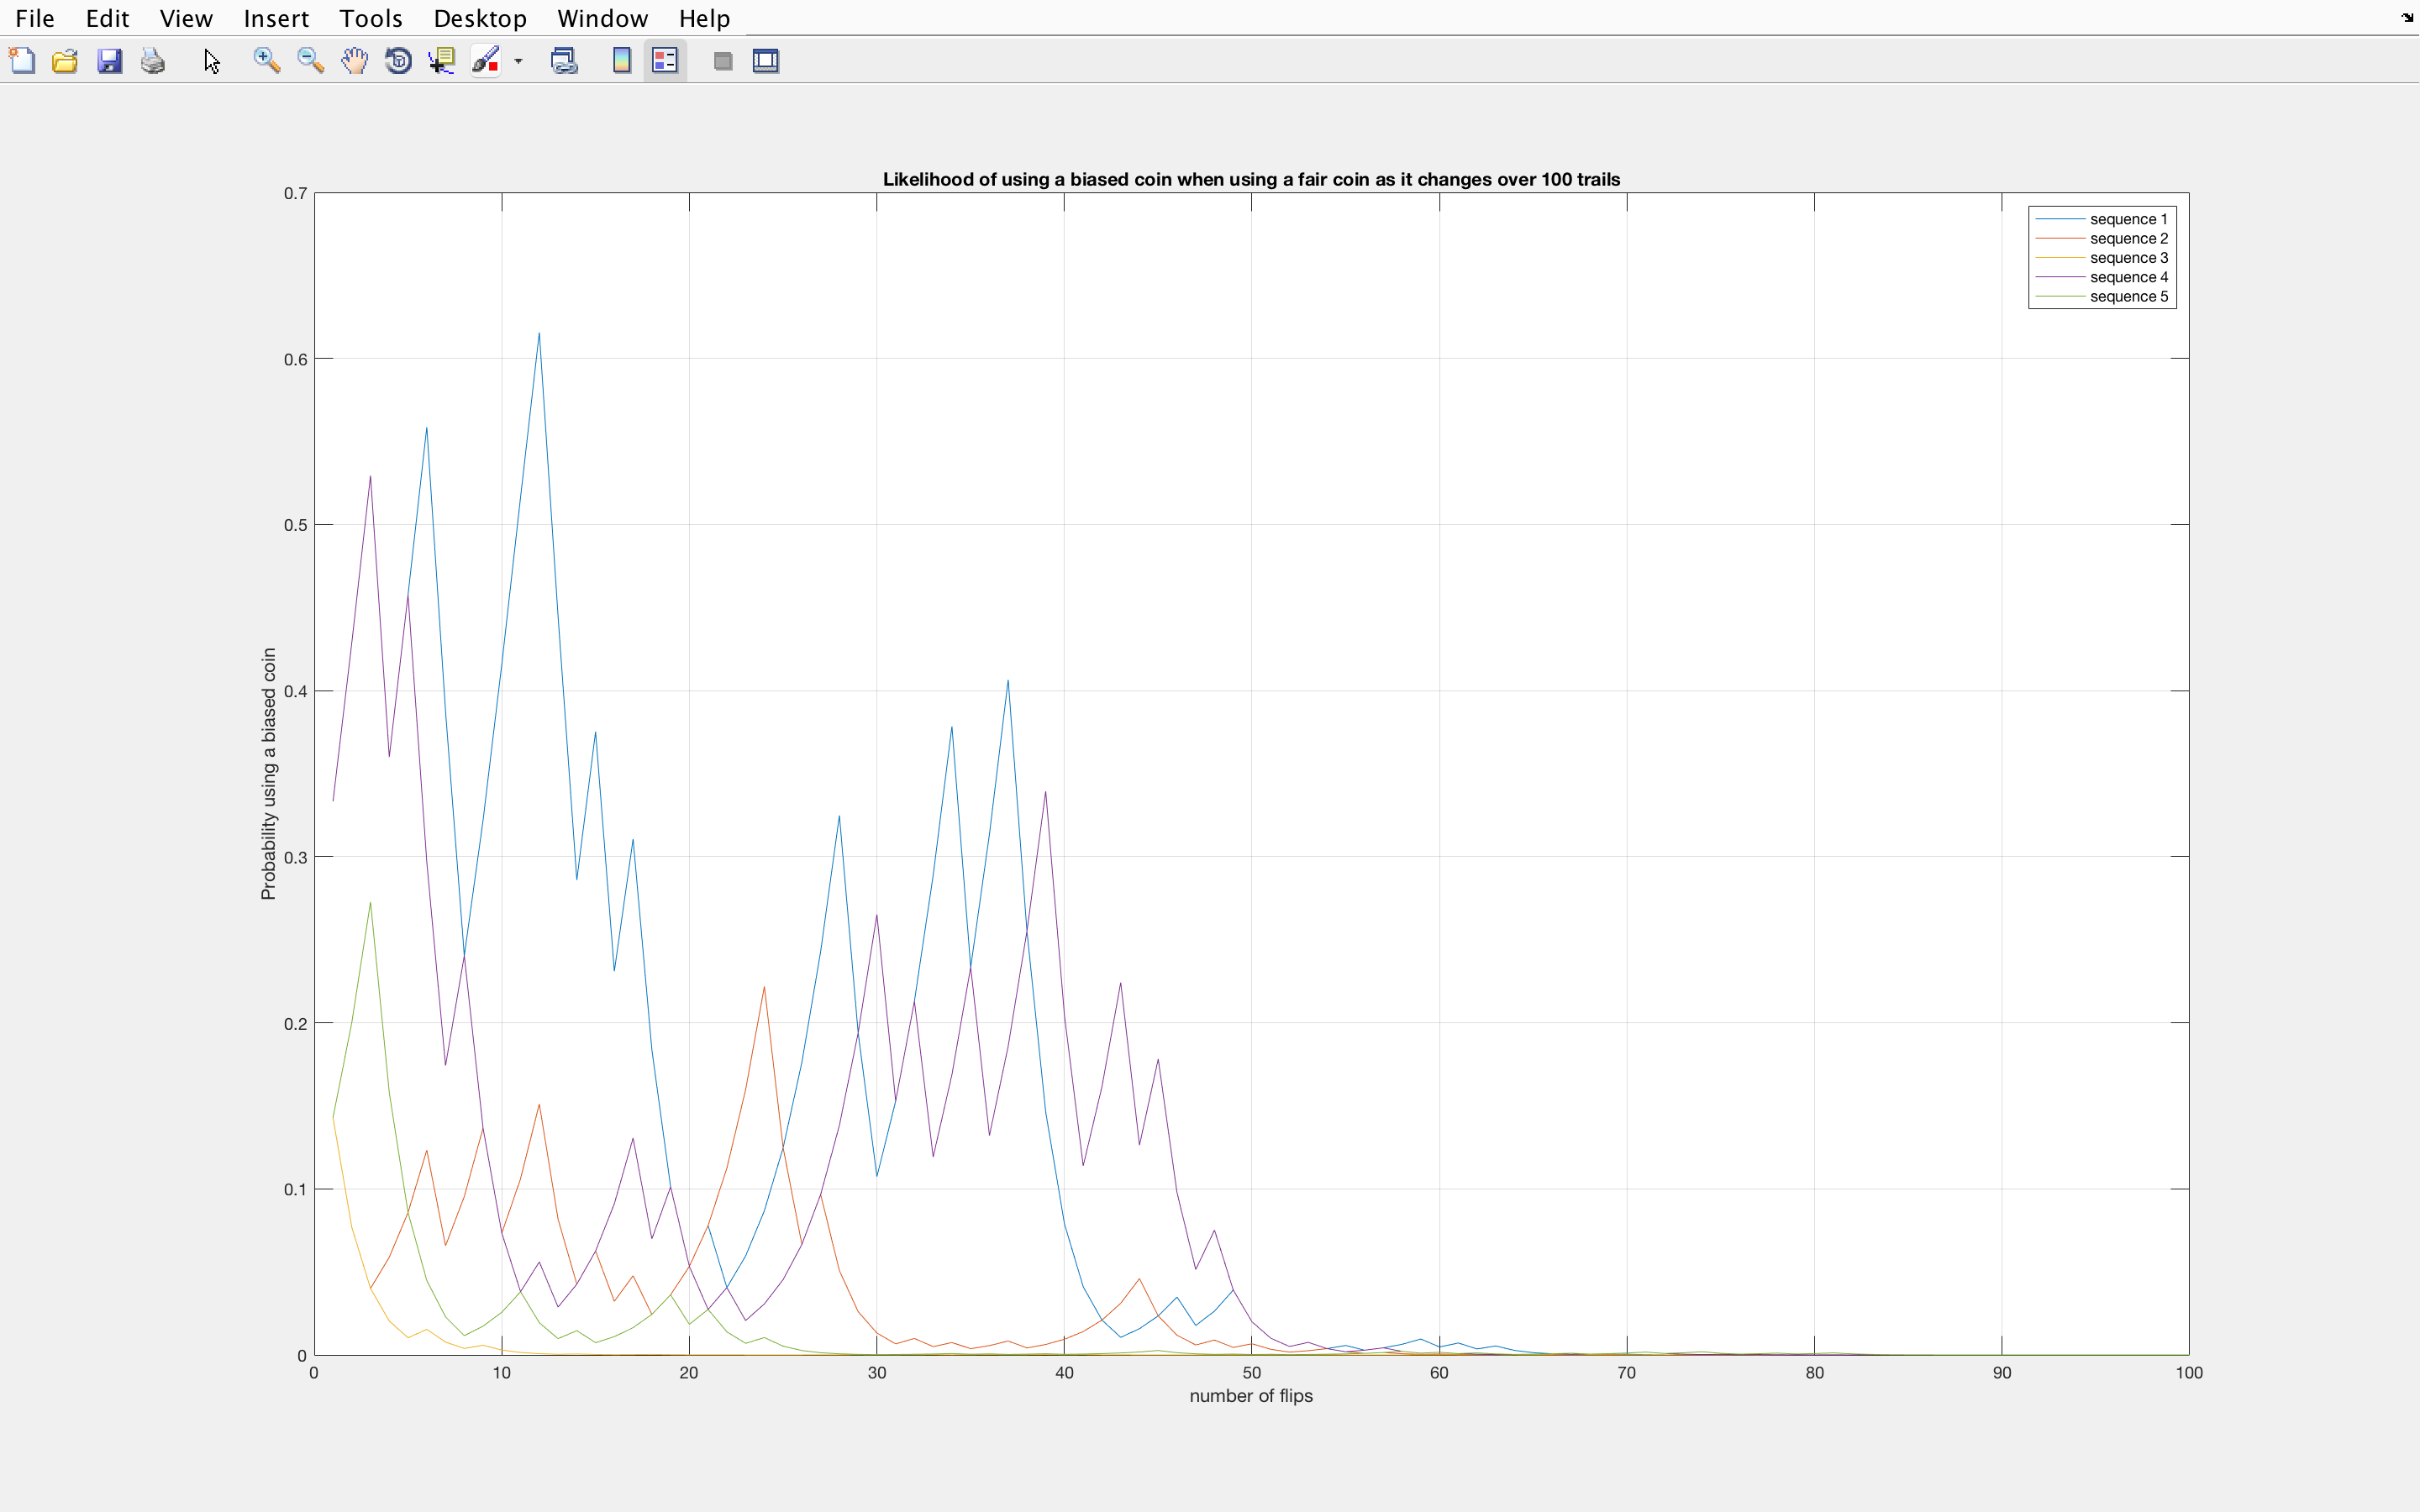 File Edit View Insert Tools Desktop Window Help
Likelihood of using a biased coin when using a fair coin as it changes over 100 trails
sequence 1
sequence 2
sequence 3
sequence 4
sequence 5
Probability using a biased coin
0.7
0.6
0.5
0.4
0.3
0.2
0.1
0
0 10 20 30 40 50 60 70 80 90 100
number of flips